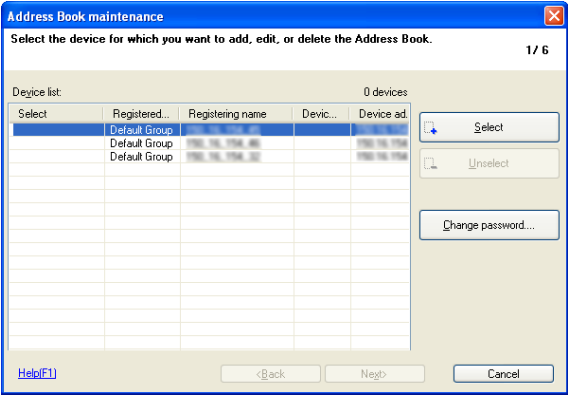 Address Book maintenance
Select the device for which you want to add, edit, or delete the Address Book.
1/ 6
Device list:
0 devices
Select Registered... Registering name Devic... Device ad.
Default Group
Default Group
Default Group
Select
Unselect
Change password....
Help(F1)
<Back
Next>
Cancel